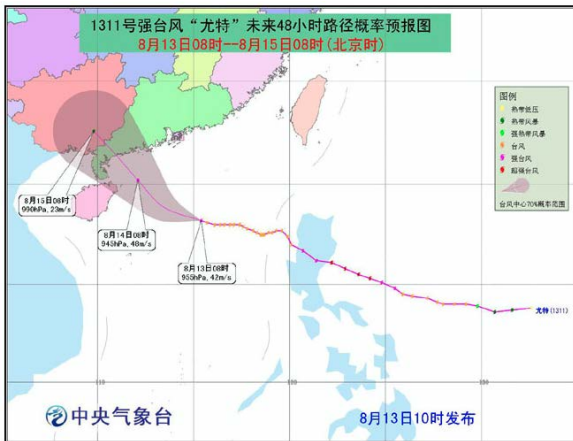 1311号强台风“尤特”未来48小时路径概率预报图
8月13日08时--8月15日08时(北京时)
图例
热带低压
热带风暴
强热带风暴
台风
强台风
超强台风
台风中心70%概率范围
8月15日08时
990hPa,23m/s
8月14日08时
945hPa,48m/s
8月13日08时
955hPa,42m/s
尤特(1311)
110
中央气象台
8月13日10时发布